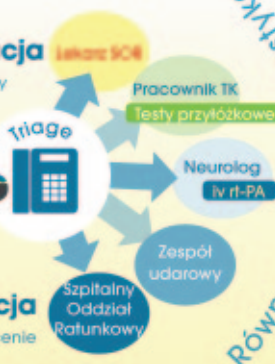 cja
Lekarz SOR
Pracownik TK
Testy przyłóżkowe
Triage
Neurolog
iv rt-PA
Zespół
udarowy
Szpitalny
Oddział
Ratunkowy
cja
enie
Równ